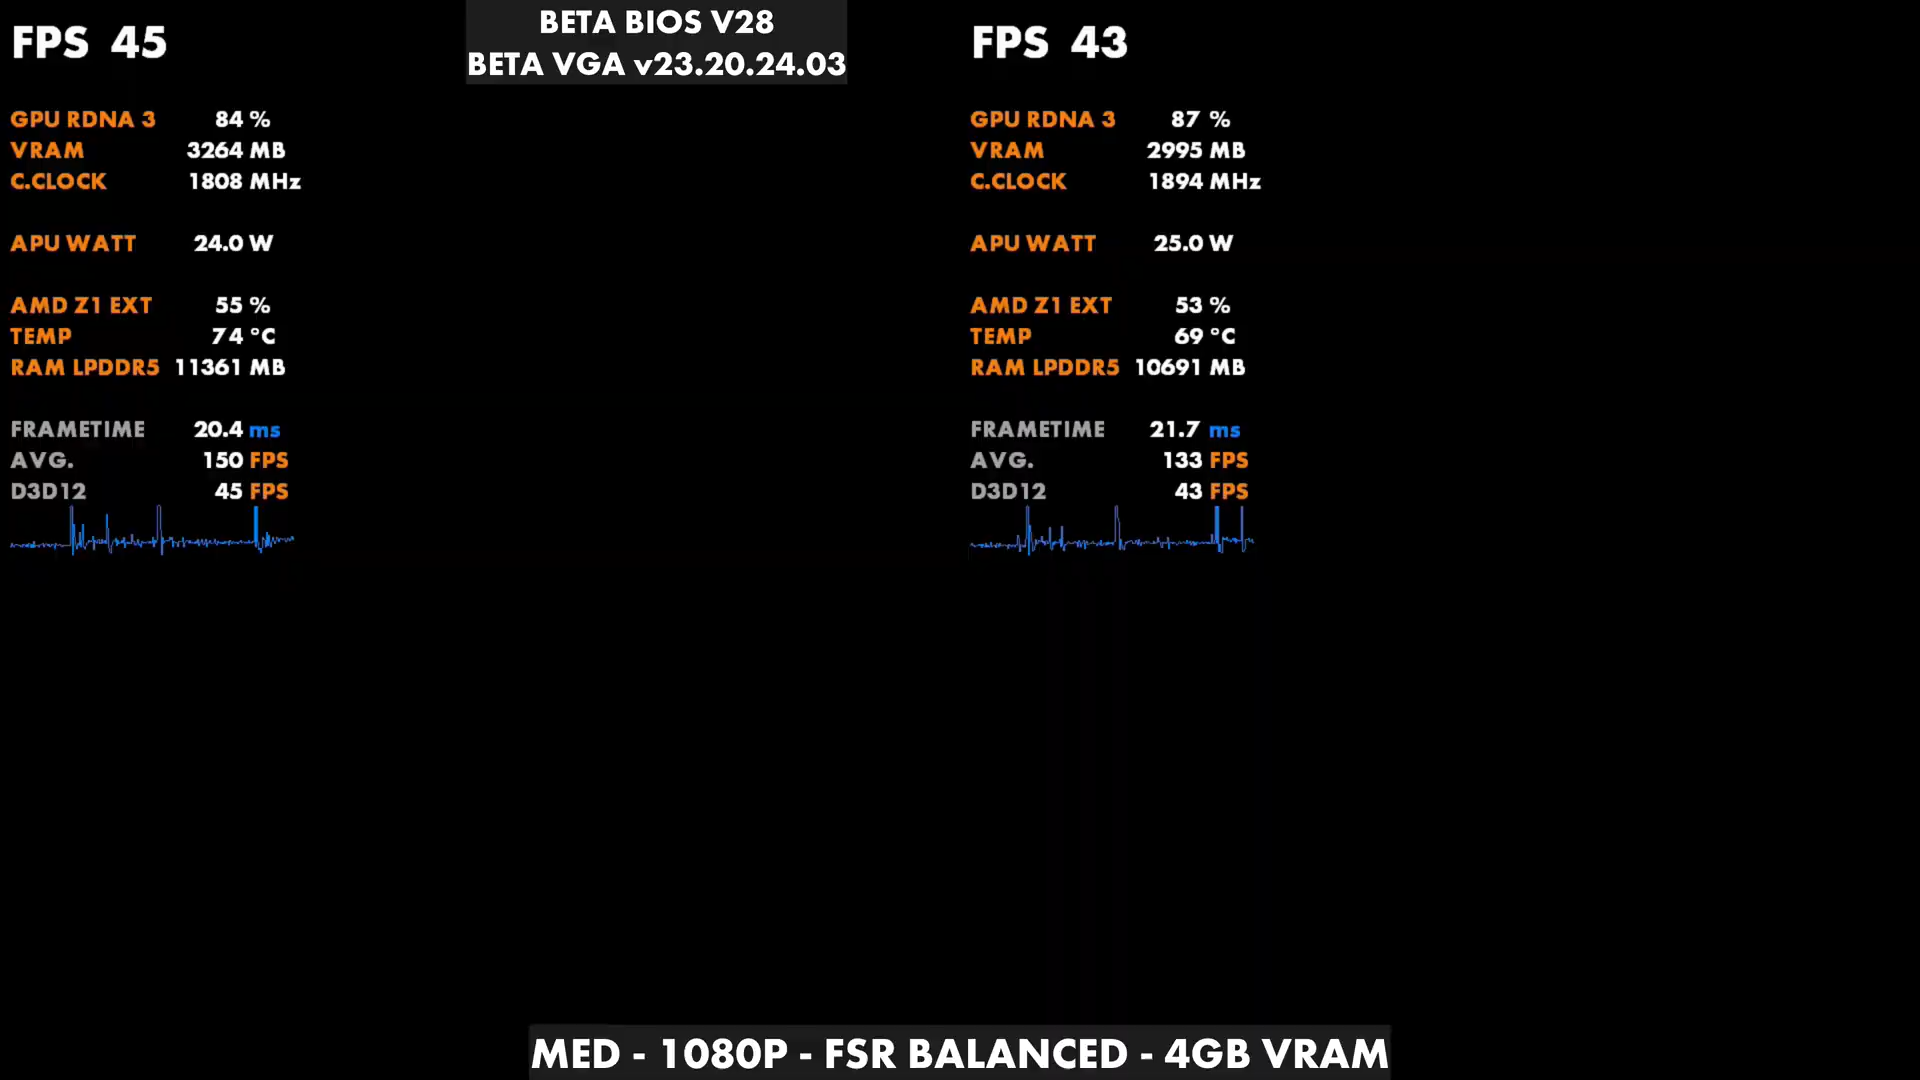 FPS 45
BETA BIOS V28
BETA VGA v23.20.24.03
GPU RDNA 3 84 %
VRAM 3264 MB
C.CLOCK 1808 MHz
APU WATT 24.0 W
AMD Z1 EXT 55 %
TEMP 74 °C
RAM LPDDR5 11361 MB
FRAMETIME 20.4 ms
AVG. 150 FPS
D3D12 45 FPS
FPS 43
GPU RDNA 3 87 %
VRAM 2995 MB
C.CLOCK 1894 MHz
APU WATT 25.0 W
AMD Z1 EXT 53 %
TEMP 69 °C
RAM LPDDR5 10691 MB
FRAMETIME 21.7 ms
AVG. 133 FPS
D3D12 43 FPS
MED - 1080P - FSR BALANCED - 4GB VRAM